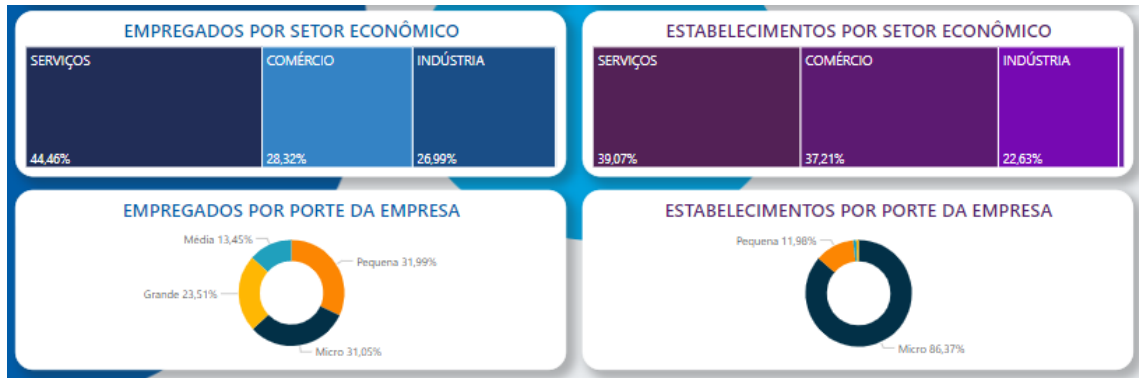 EMPREGADOS POR SETOR ECONÔMICO
SERVIÇOS
COMÉRCIO
INDÚSTRIA
44,46%
28,32%
26,99%
ESTABELECIMENTOS POR SETOR ECONÔMICO
SERVIÇOS
COMÉRCIO
INDÚSTRIA
39,07%
37,21%
22,63%
EMPREGADOS POR PORTE DA EMPRESA
Média 13,45%
Pequena 31,99%
Grande 23,51%
Micro 31,05%
ESTABELECIMENTOS POR PORTE DA EMPRESA
Pequena 11,98%
Micro 86,37%